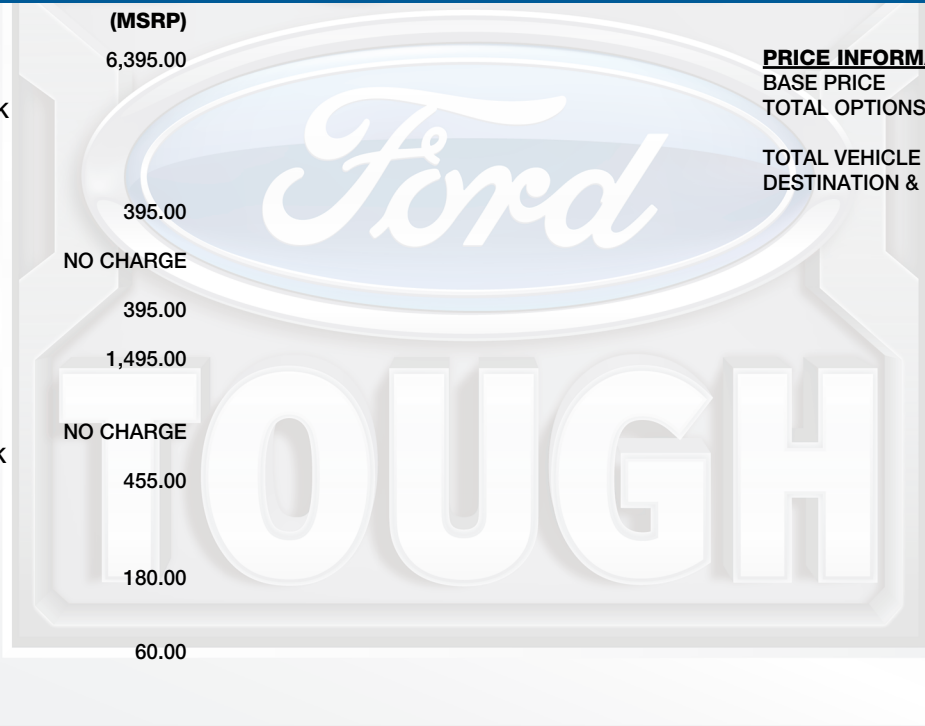 (MSRP)
6,395.00
K
395.00
NO CHARGE
395.00
1,495.00
NO CHARGE
K
455.00
180.00
60.00
PRICE INFORMA
BASE PRICE
TOTAL OPTIONS
TOTAL VEHICLE
DESTINATION &
Ford
TOUGH